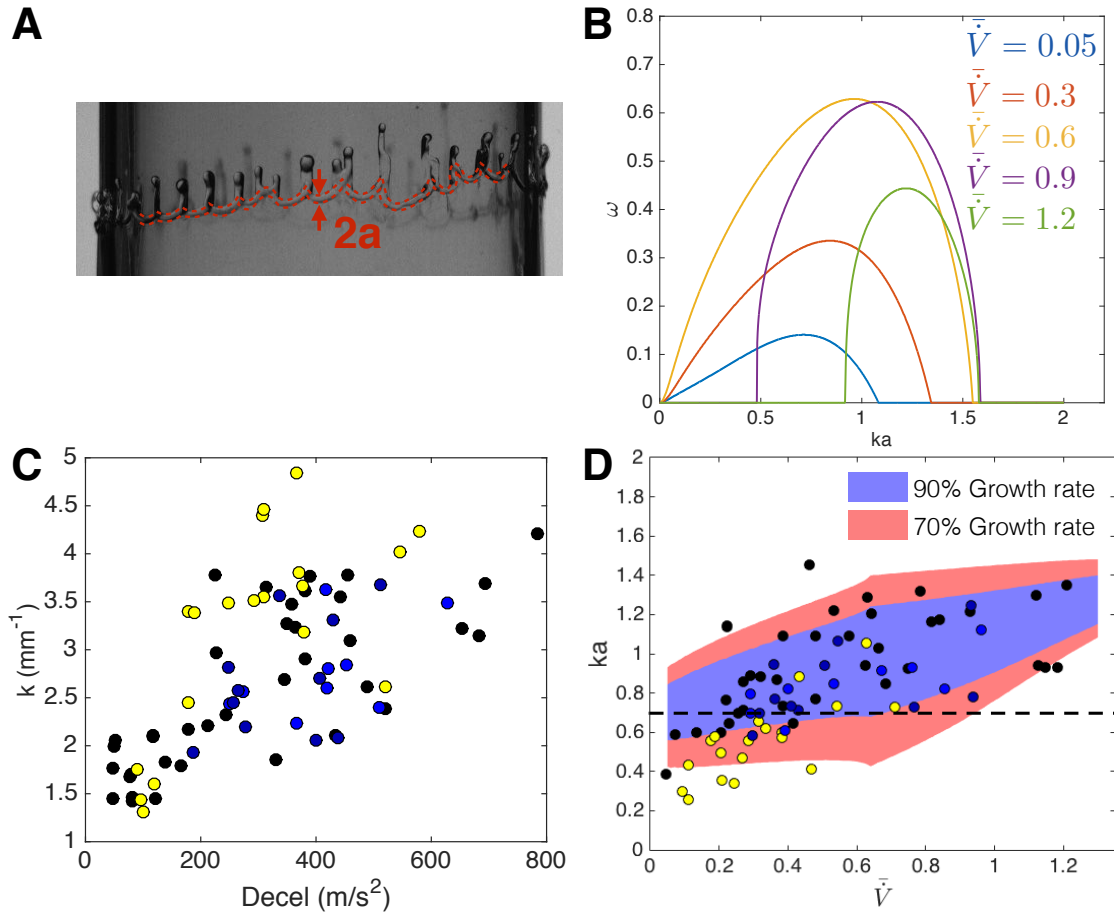 A
2a
B
0.8
0.7
0.6
0.5
0.4
0.3
0.2
0.1
0
ω
0 0.5 1 1.5 2
ka
V̇̄ = 0.05
V̇̄ = 0.3
V̇̄ = 0.6
V̇̄ = 0.9
V̇̄ = 1.2
C
5
4.5
4
3.5
3
2.5
2
1.5
1
k (mm⁻¹)
0 200 400 600 800
Decel (m/s²)
D
2
1.8
1.6
1.4
1.2
1
0.8
0.6
0.4
0.2
0
ka
90% Growth rate
70% Growth rate
0 0.2 0.4 0.6 0.8 1 1.2
V̇̄